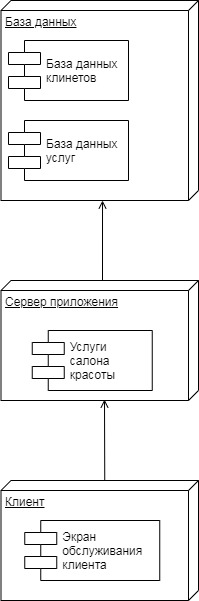 База данных
База данных
клинетов
База данных
услуг
Сервер приложения
Услуги
салона
красоты
Клиент
Экран
обслуживания
клиента